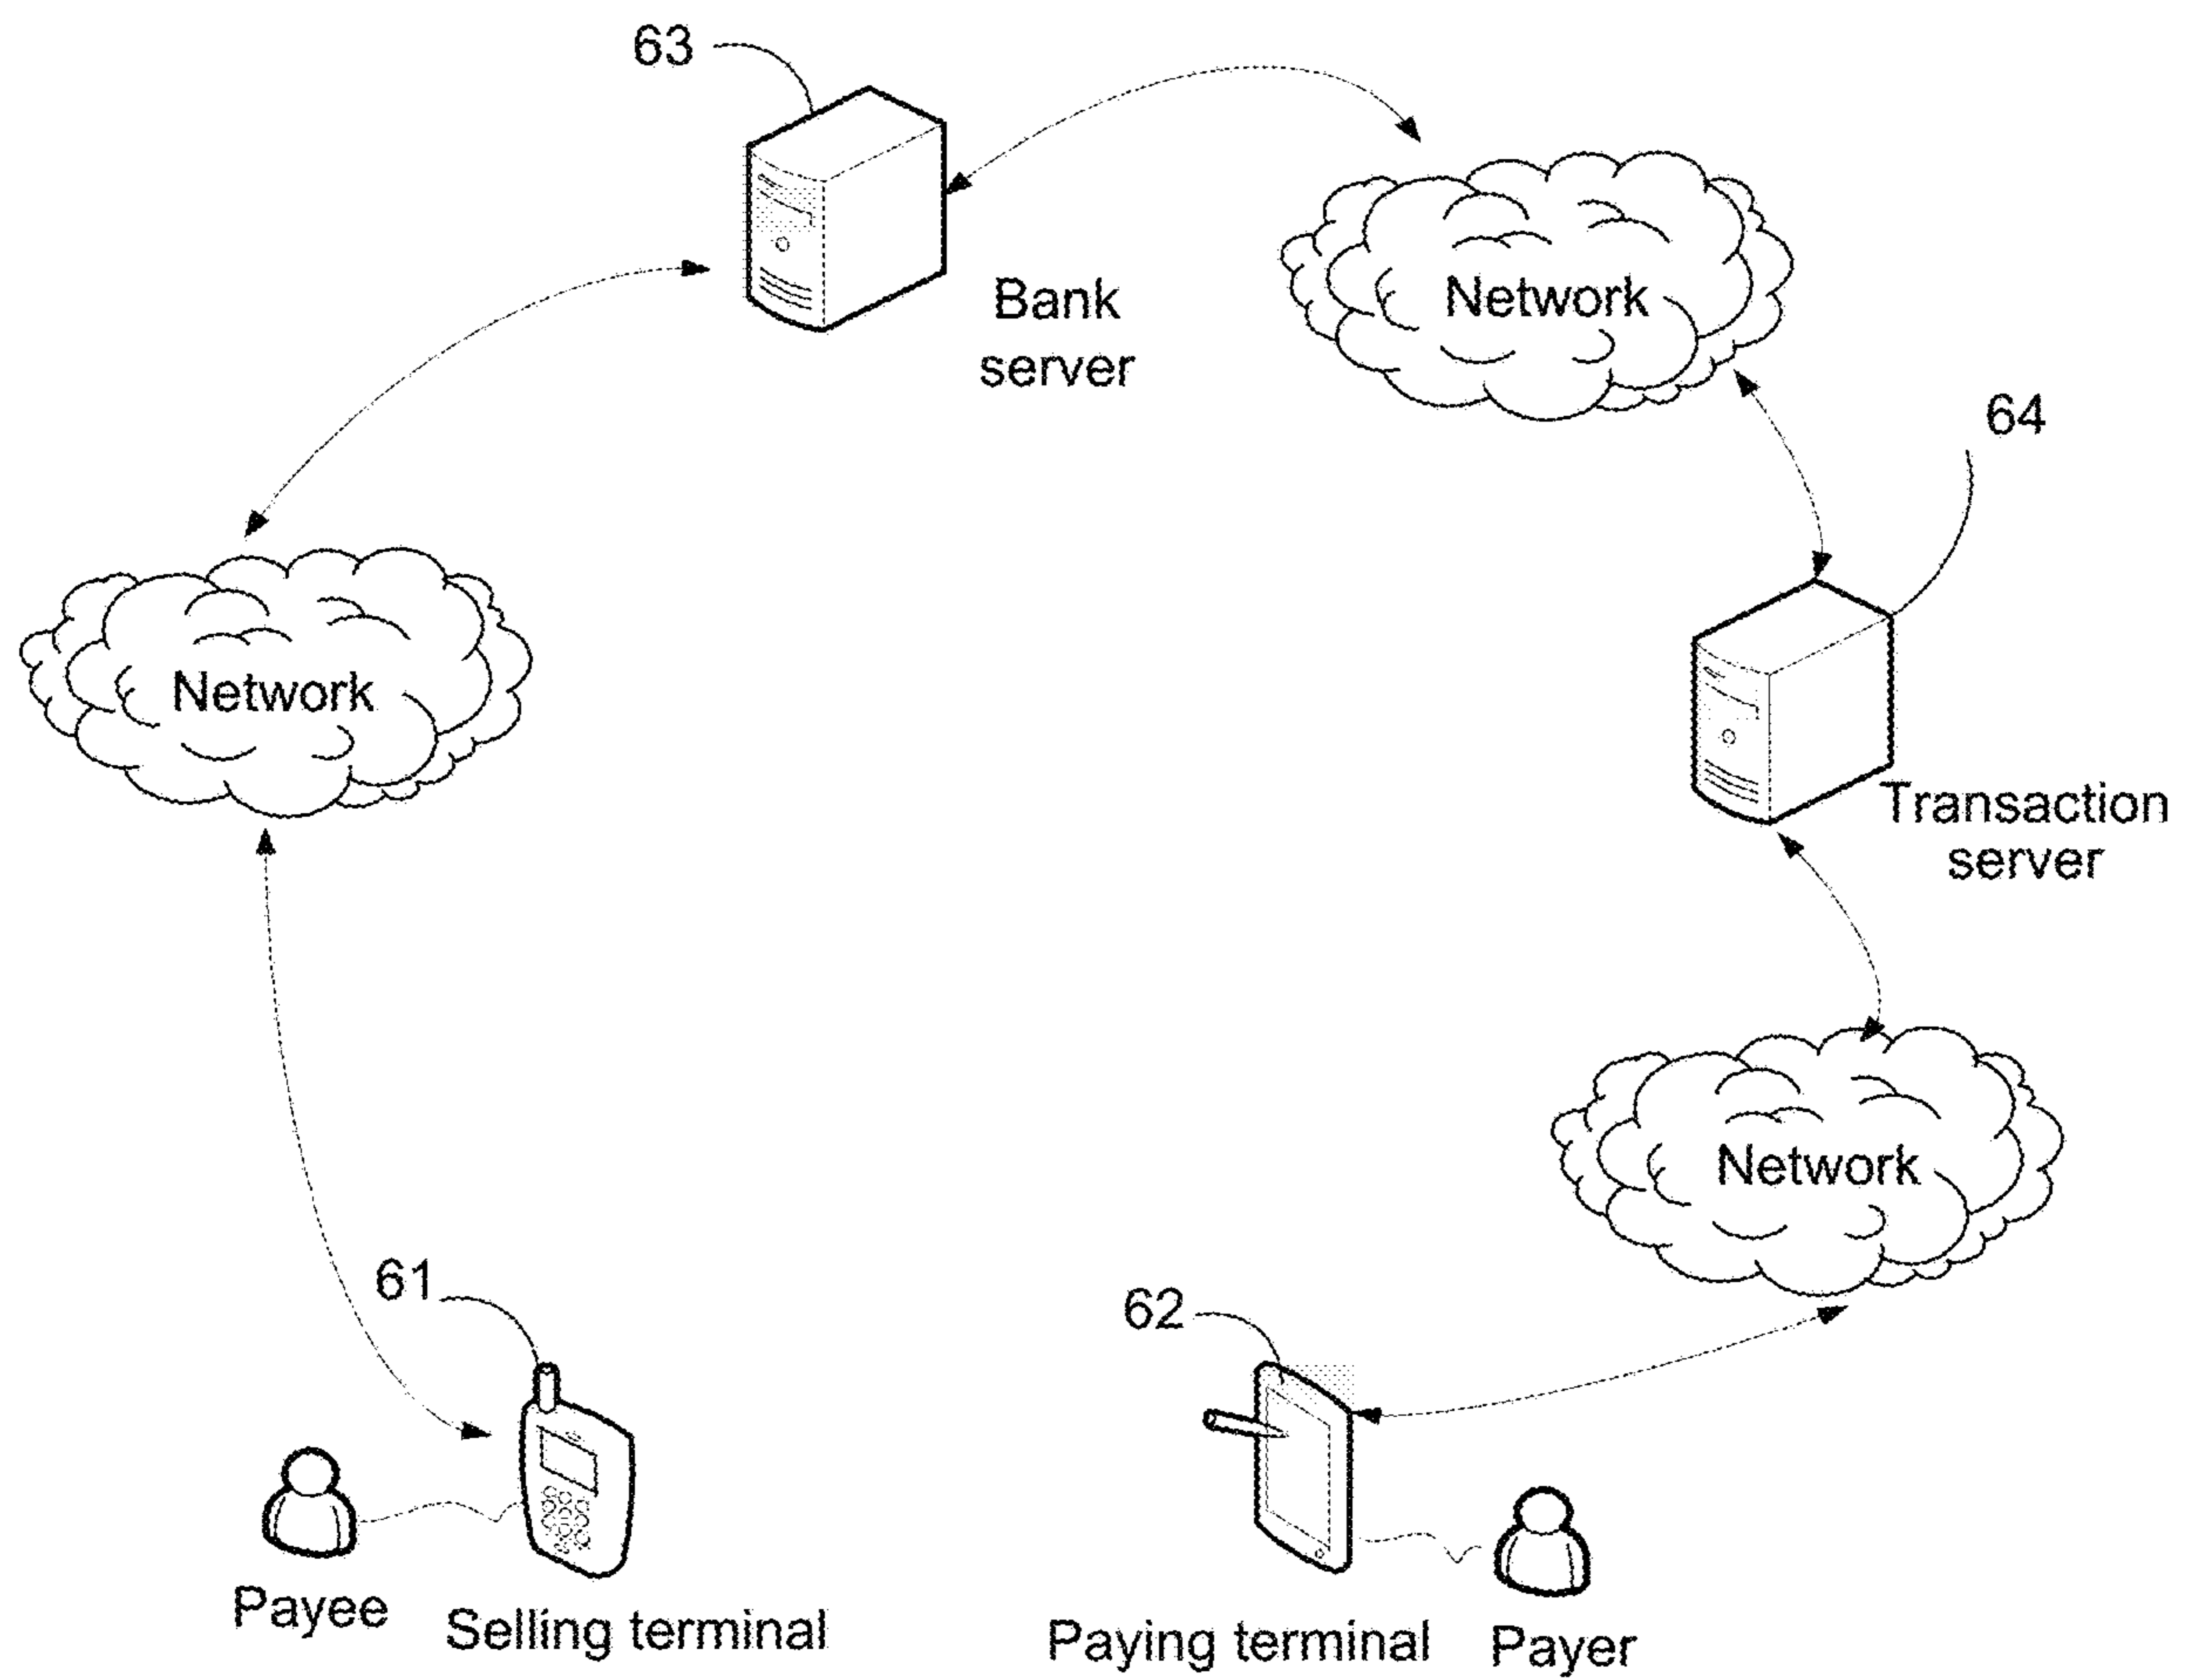 63
Bank
server
Network
64
Network
Transaction
server
Network
61
62
Payee
Selling terminal
Paying terminal
Payer